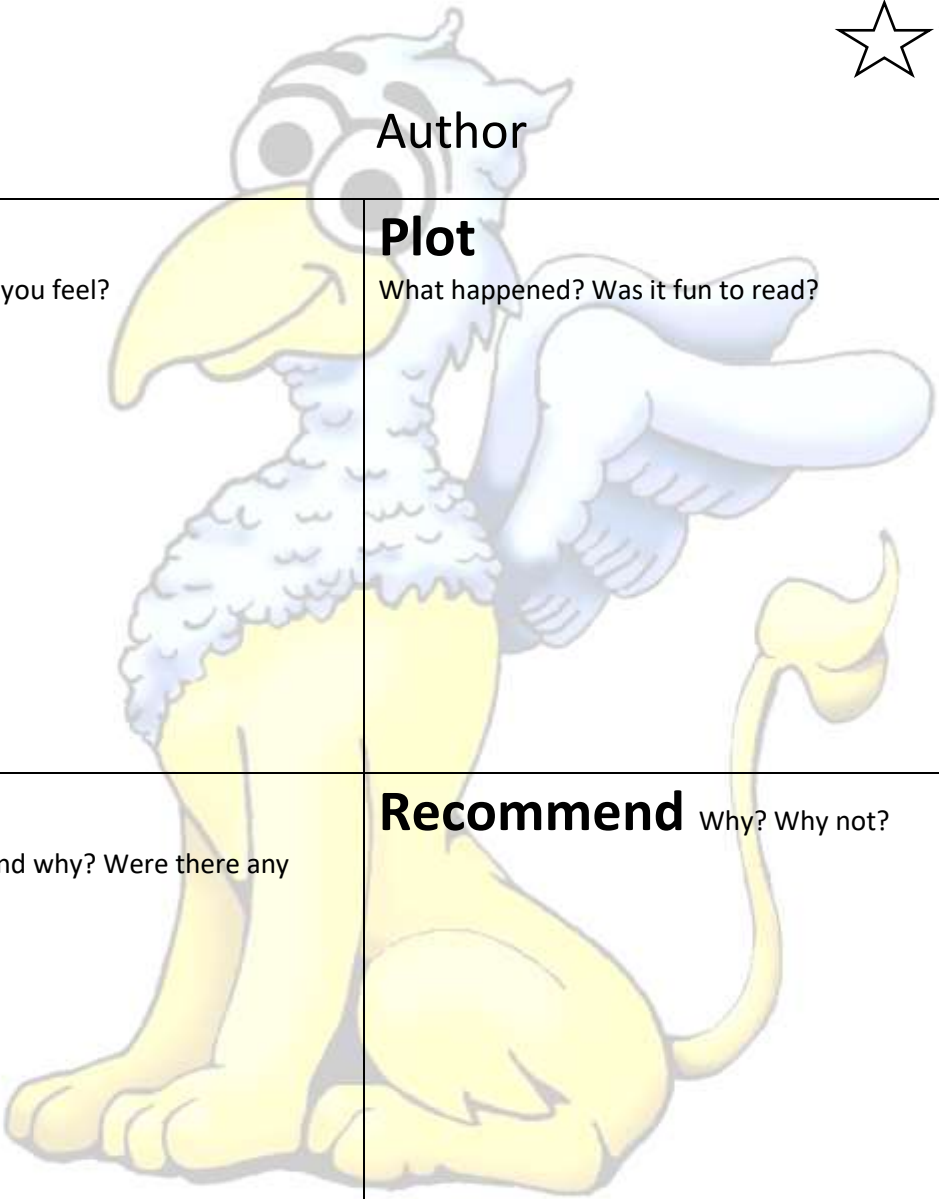 Author
you feel?
Plot
What happened? Was it fun to read?
Recommend Why? Why not?
why? Were there any